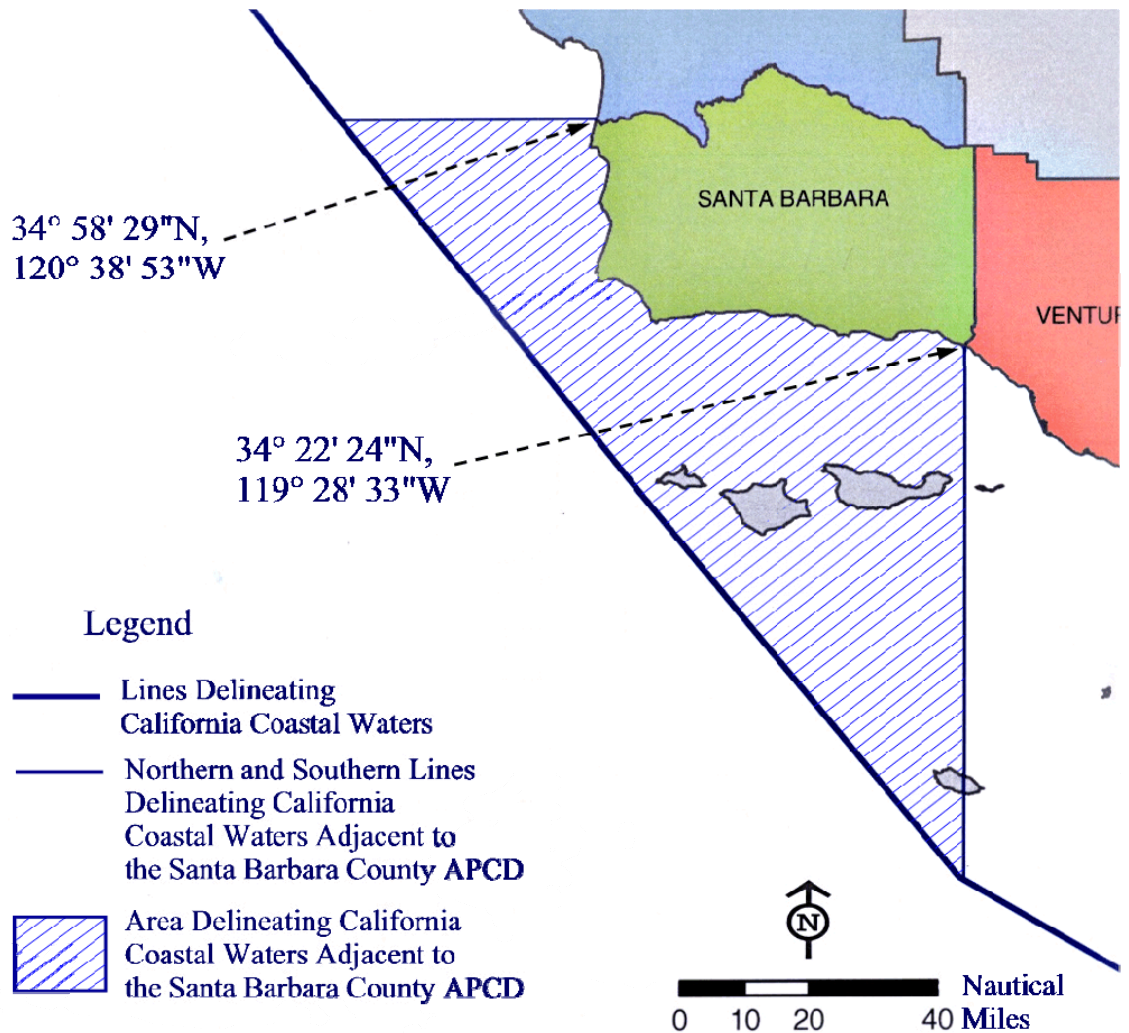 SANTA BARBARA
34° 58' 29"N,
120° 38' 53"W
VENTUR
34° 22' 24"N,
119° 28' 33"W
Legend
Lines Delineating
California Coastal Waters
Northern and Southern Lines
Delineating California
Coastal Waters Adjacent to
the Santa Barbara County APCD
Area Delineating California
Coastal Waters Adjacent to
the Santa Barbara County APCD
N
Nautical
Miles
0 10 20 40